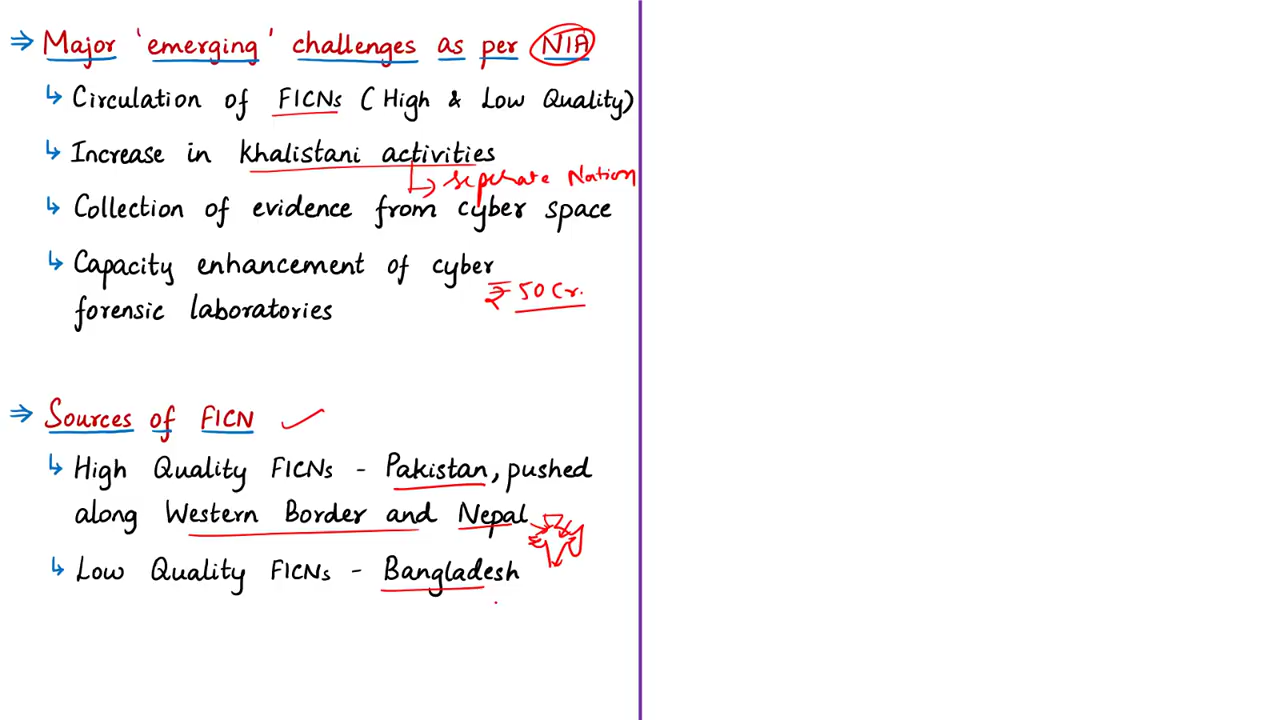 ⇒ Major 'emerging' challenges as per NIA
↳ Circulation of FICNs (High & Low Quality)
↳ Increase in Khalistani activities
↳ Seperate Nation
↳ Collection of evidence from cyber space
↳ Capacity enhancement of cyber
₹ 50 Cr.
forensic laboratories
⇒ Sources of FICN ✓
↳ High Quality FICNs - Pakistan, pushed
along Western Border and Nepal
↳ Low Quality FICNs - Bangladesh